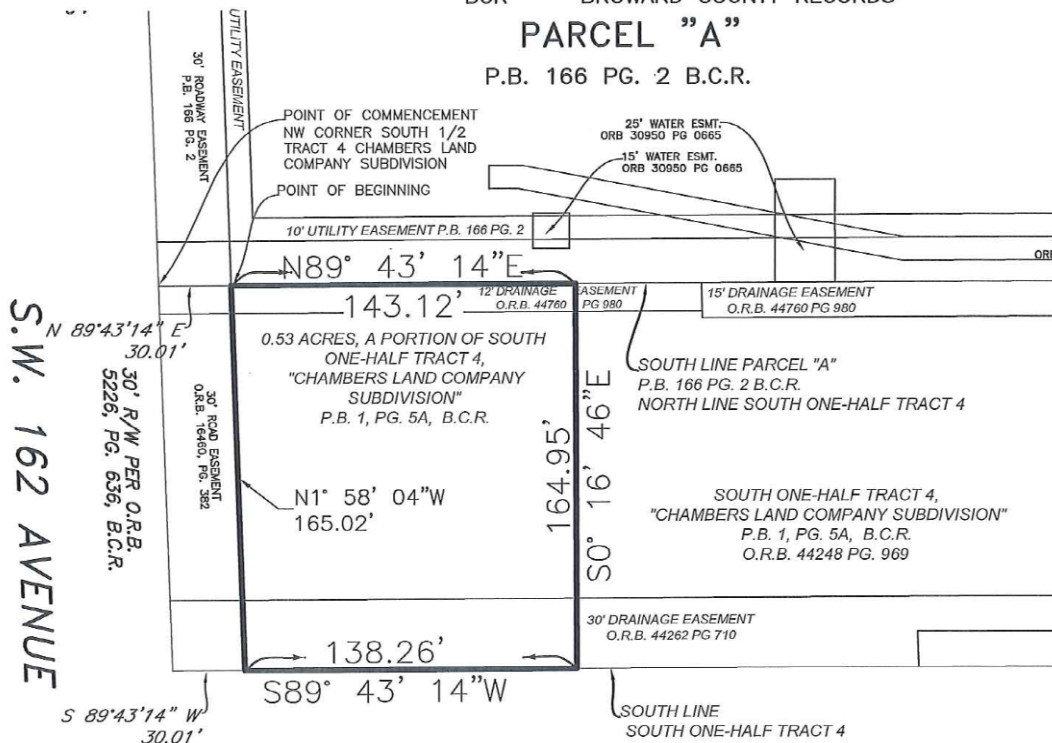 BROWARD COUNTY RECORDS
PARCEL "A"
P.B. 166 PG. 2 B.C.R.
UTILITY EASEMENT
30' ROADWAY EASEMENT
P.B. 166 PG. 2
POINT OF COMMENCEMENT
NW CORNER SOUTH 1/2
TRACT 4 CHAMBERS LAND
COMPANY SUBDIVISION
POINT OF BEGINNING
25' WATER ESMT.
ORB 30950 PG 0665
15' WATER ESMT.
ORB 30950 PG 0665
10' UTILITY EASEMENT P.B. 166 PG. 2
ORB
N89° 43' 14"E
143.12'
12' DRAINAGE EASEMENT
O.R.B. 44760 PG 980
15' DRAINAGE EASEMENT
O.R.B. 44760 PG 980
N 89°43'14" E
30.01'
0.53 ACRES, A PORTION OF SOUTH
ONE-HALF TRACT 4,
"CHAMBERS LAND COMPANY
SUBDIVISION"
P.B. 1, PG. 5A, B.C.R.
SOUTH LINE PARCEL "A"
P.B. 166 PG. 2 B.C.R.
NORTH LINE SOUTH ONE-HALF TRACT 4
S.W. 162 AVENUE
30' R/W PER O.R.B.
5226, PG. 636, B.C.R.
30' ROAD EASEMENT
O.R.B. 16460, PG. 382
N1° 58' 04"W
165.02'
164.95'
S0° 16' 46"E
SOUTH ONE-HALF TRACT 4,
"CHAMBERS LAND COMPANY SUBDIVISION"
P.B. 1, PG. 5A, B.C.R.
O.R.B. 44248 PG. 969
30' DRAINAGE EASEMENT
O.R.B. 44262 PG 710
138.26'
S89° 43' 14"W
S 89°43'14" W
30.01'
SOUTH LINE
SOUTH ONE-HALF TRACT 4